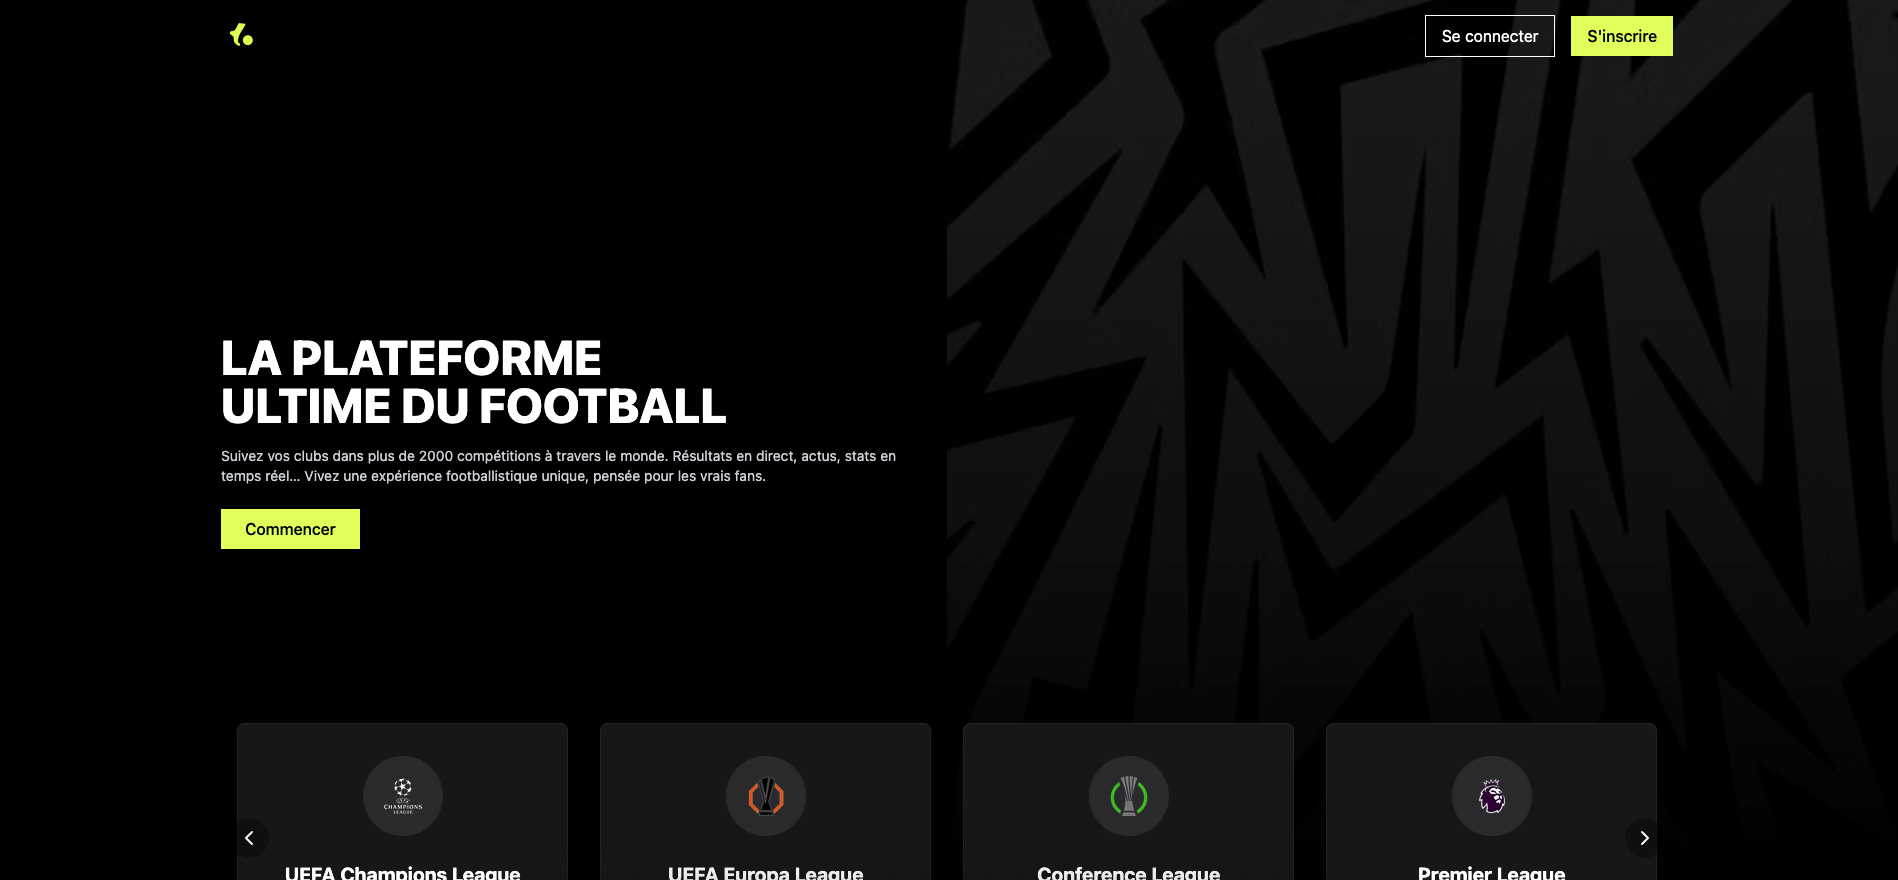 Se connecter
S'inscrire
LA PLATEFORME
ULTIME DU FOOTBALL
Suivez vos clubs dans plus de 2000 compétitions à travers le monde. Résultats en direct, actus, stats en
temps réel... Vivez une expérience footballistique unique, pensée pour les vrais fans.
Commencer
CHAMPIONS
LEAGUE
UEFA Champions League
UEFA Europa League
Conference League
Premier League